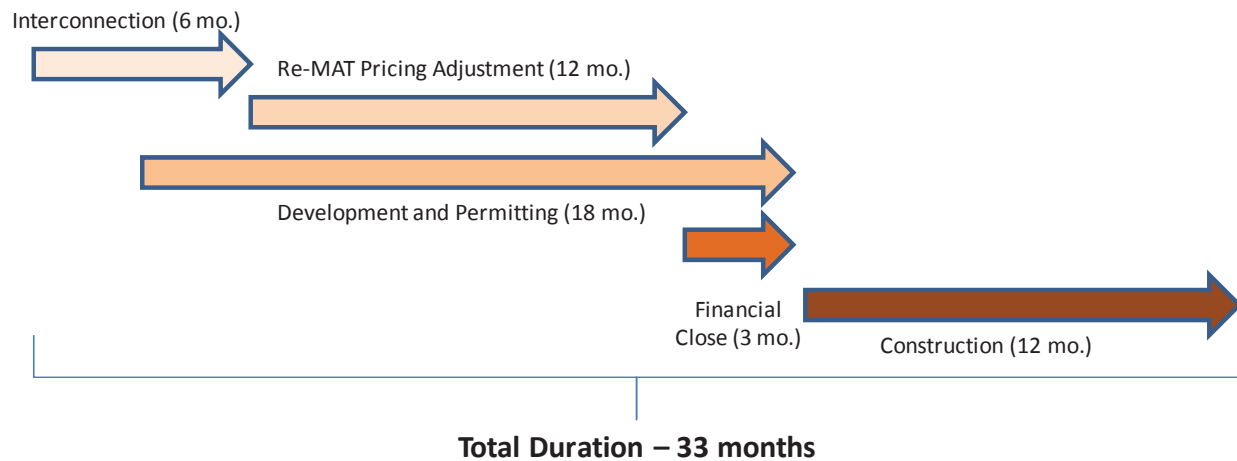 Interconnection (6 mo.)
Re-MAT Pricing Adjustment (12 mo.)
Development and Permitting (18 mo.)
Financial
Close (3 mo.)
Construction (12 mo.)
Total Duration – 33 months